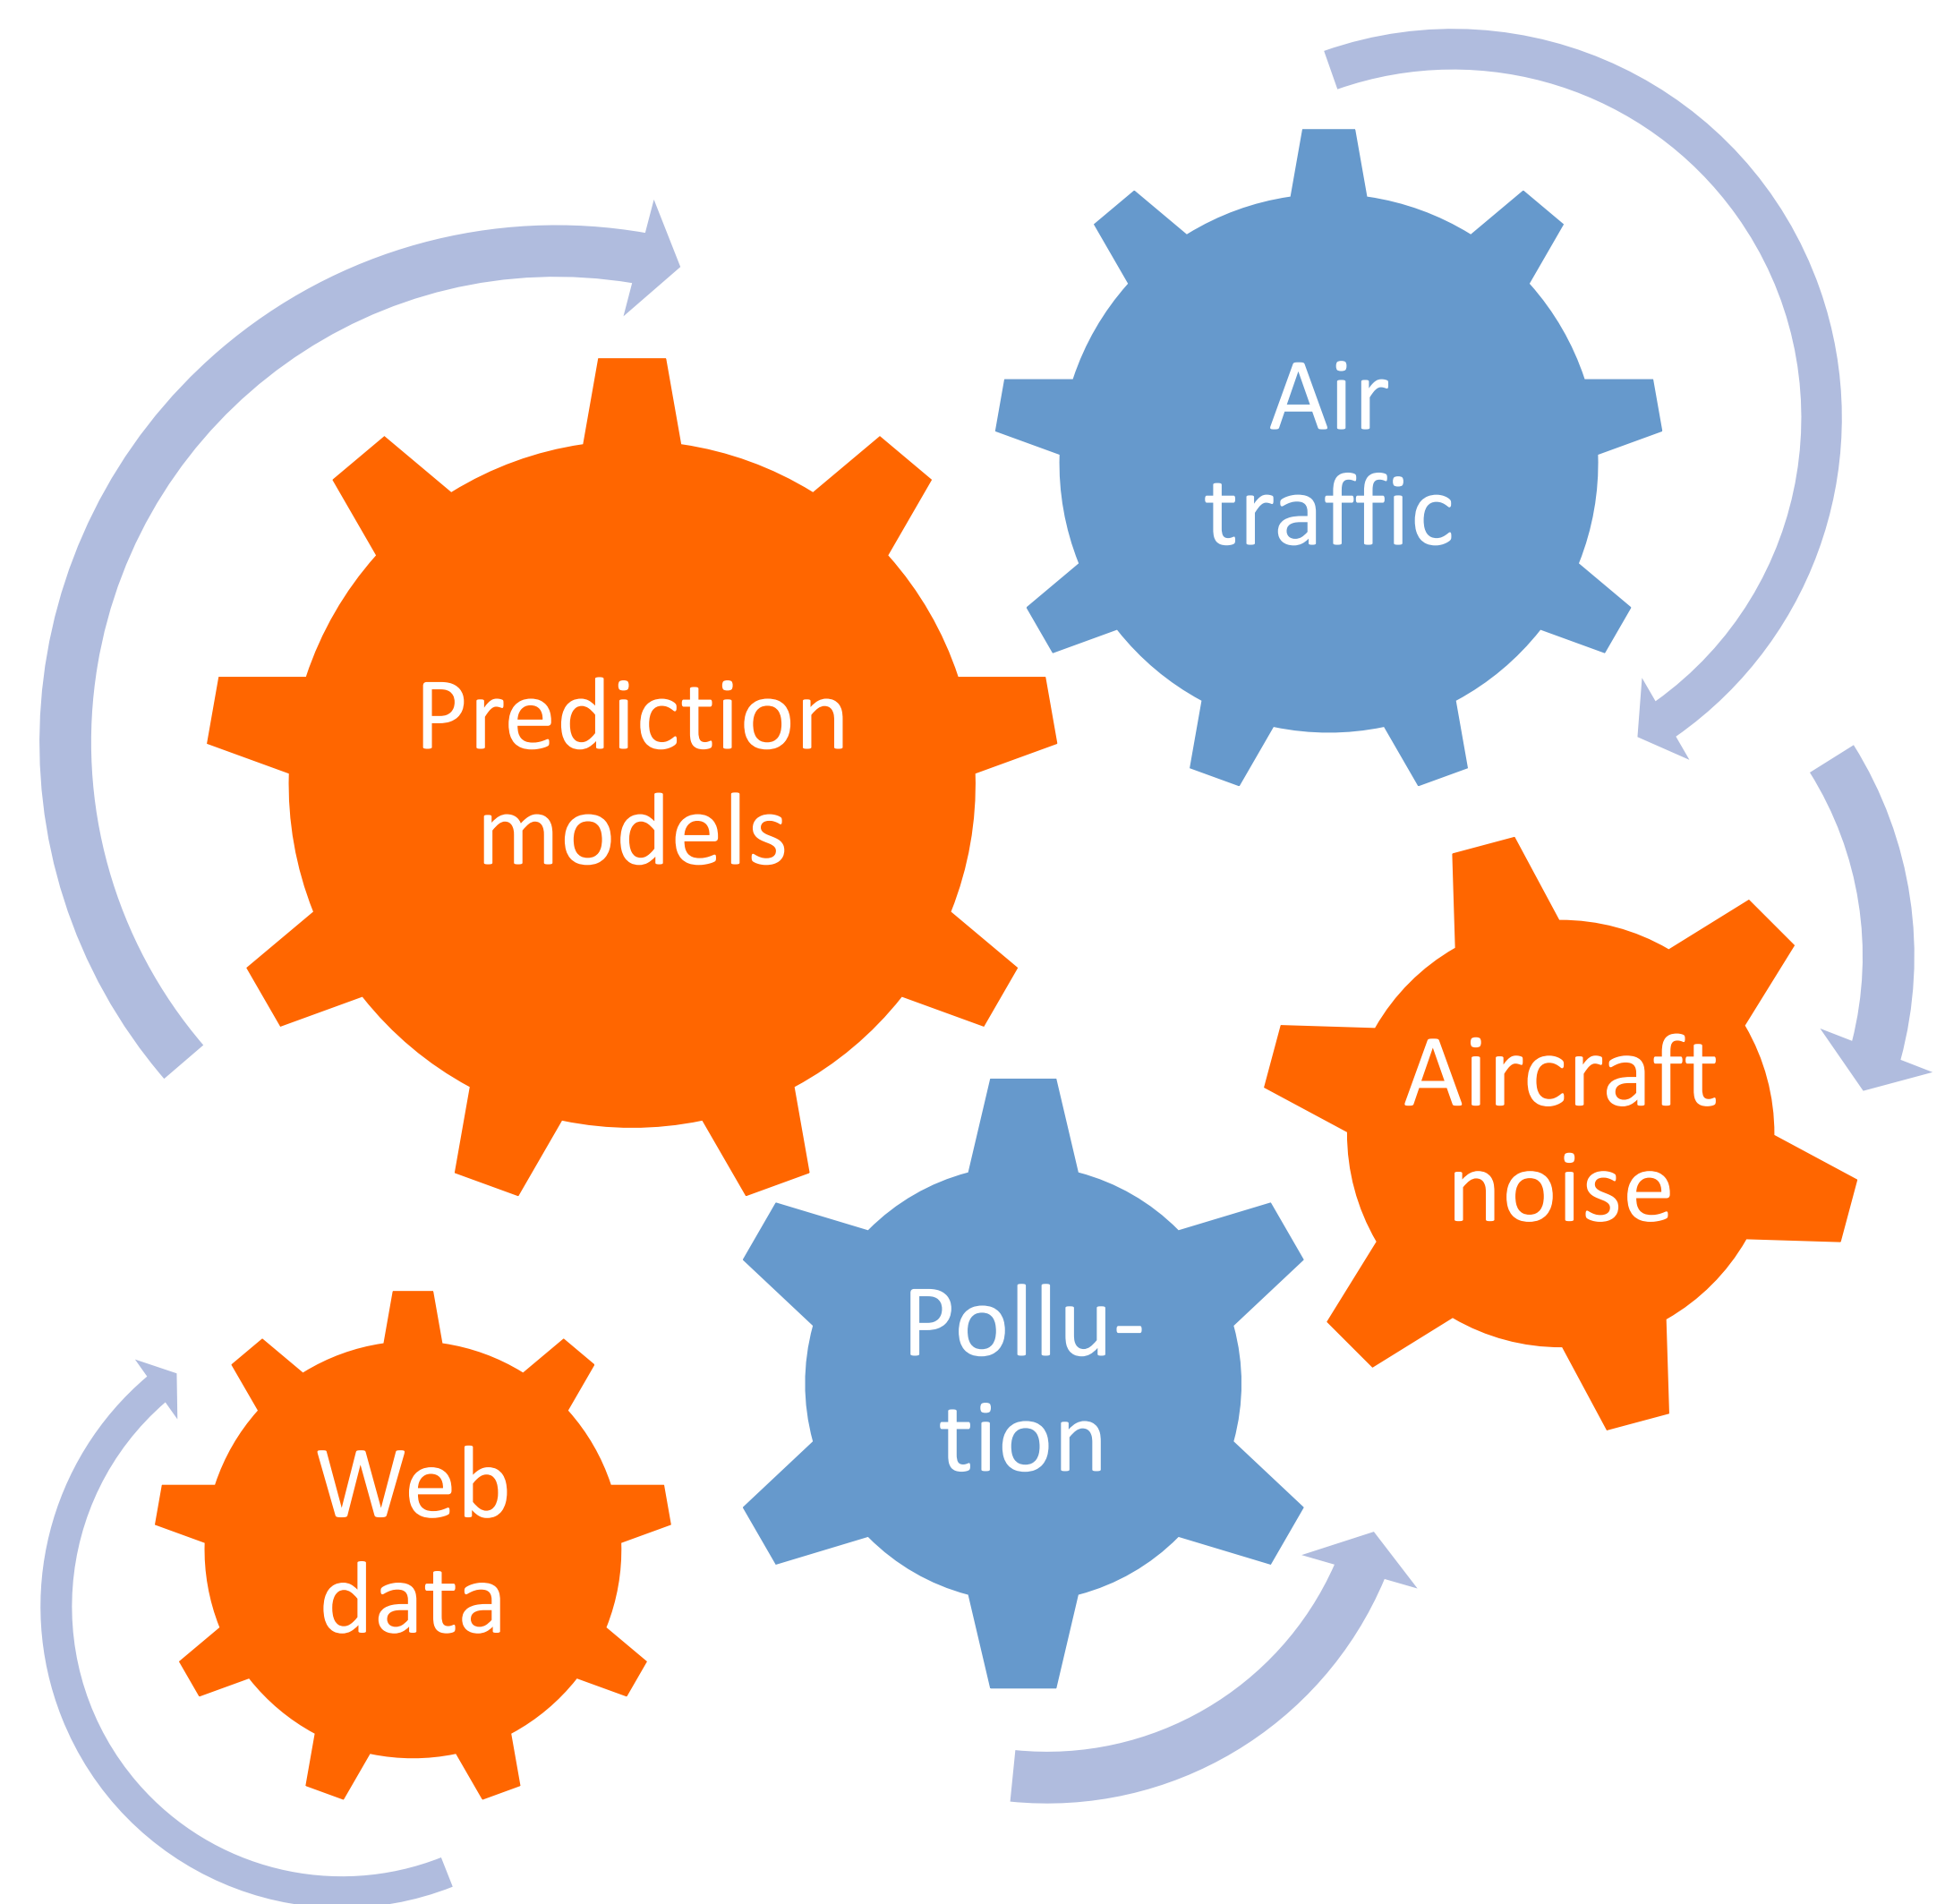 Air
traffic
Prediction
models
Aircraft
noise
Pollu-
tion
Web
data